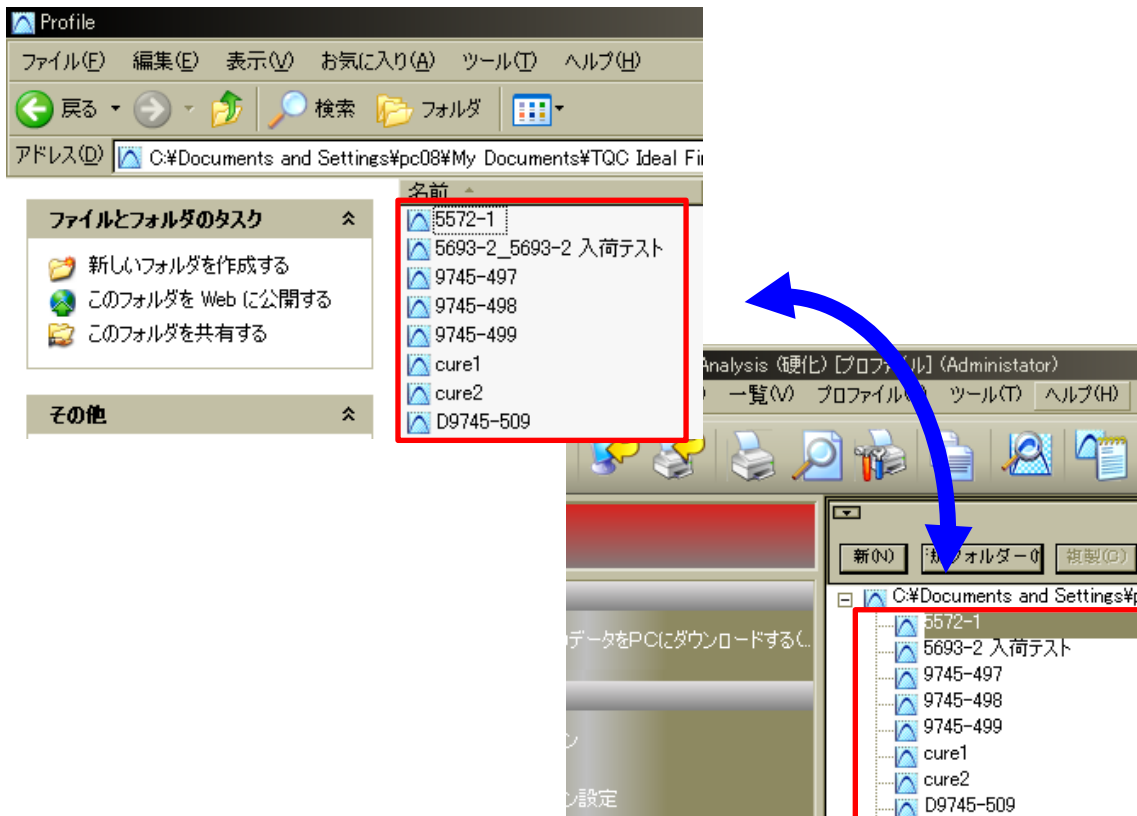 Profile
ファイル(F) 編集(E) 表示(V) お気に入り(A) ツール(T) ヘルプ(H)
戻る 検索 フォルダ
アドレス(D) C:¥Documents and Settings¥pc08¥My Documents¥TQC Ideal Fi
名前
ファイルとフォルダのタスク
新しいフォルダを作成する
このフォルダを Web に公開する
このフォルダを共有する
その他
5572-1
5693-2_5693-2 入荷テスト
9745-497
9745-498
9745-499
cure1
cure2
D9745-509
Analysis (硬化) [プロファイル] (Administator)
一覧(V) プロファイル ツール(T) ヘルプ(H)
新(N) フォルダー 複製(C)
データをPCにダウンロードする(..
ン
ン設定
C:¥Documents and Settings¥p
5572-1
5693-2 入荷テスト
9745-497
9745-498
9745-499
cure1
cure2
D9745-509